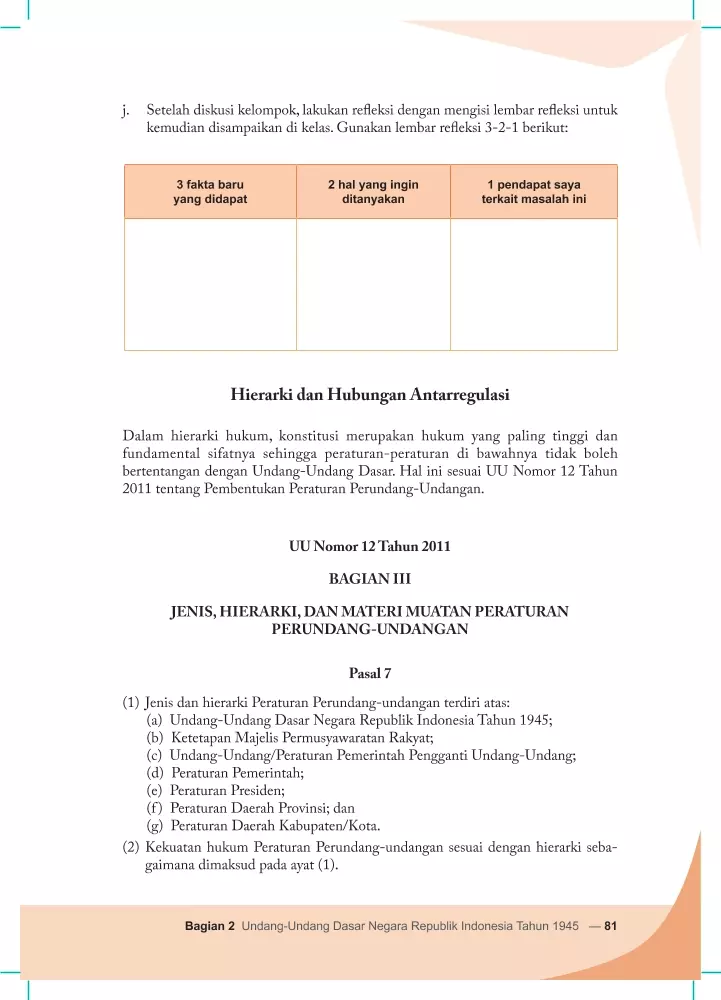 j. Setelah diskusi kelompok, lakukan refleksi dengan mengisi lembar refleksi untuk
kemudian disampaikan di kelas. Gunakan lembar refleksi 3-2-1 berikut:
3 fakta baru
yang didapat
2 hal yang ingin
ditanyakan
1 pendapat saya
terkait masalah ini
Hierarki dan Hubungan Antarregulasi
Dalam hierarki hukum, konstitusi merupakan hukum yang paling tinggi dan
fundamental sifatnya sehingga peraturan-peraturan di bawahnya tidak boleh
bertentangan dengan Undang-Undang Dasar. Hal ini sesuai UU Nomor 12 Tahun
2011 tentang Pembentukan Peraturan Perundang-Undangan.
UU Nomor 12 Tahun 2011
BAGIAN III
JENIS, HIERARKI, DAN MATERI MUATAN PERATURAN
PERUNDANG-UNDANGAN
Pasal 7
(1) Jenis dan hierarki Peraturan Perundang-undangan terdiri atas:
(a) Undang-Undang Dasar Negara Republik Indonesia Tahun 1945;
(b) Ketetapan Majelis Permusyawaratan Rakyat;
(c) Undang-Undang/Peraturan Pemerintah Pengganti Undang-Undang;
(d) Peraturan Pemerintah;
(e) Peraturan Presiden;
(f) Peraturan Daerah Provinsi; dan
(g) Peraturan Daerah Kabupaten/Kota.
(2) Kekuatan hukum Peraturan Perundang-undangan sesuai dengan hierarki seba-
gaimana dimaksud pada ayat (1).
Bagian 2 Undang-Undang Dasar Negara Republik Indonesia Tahun 1945 — 81